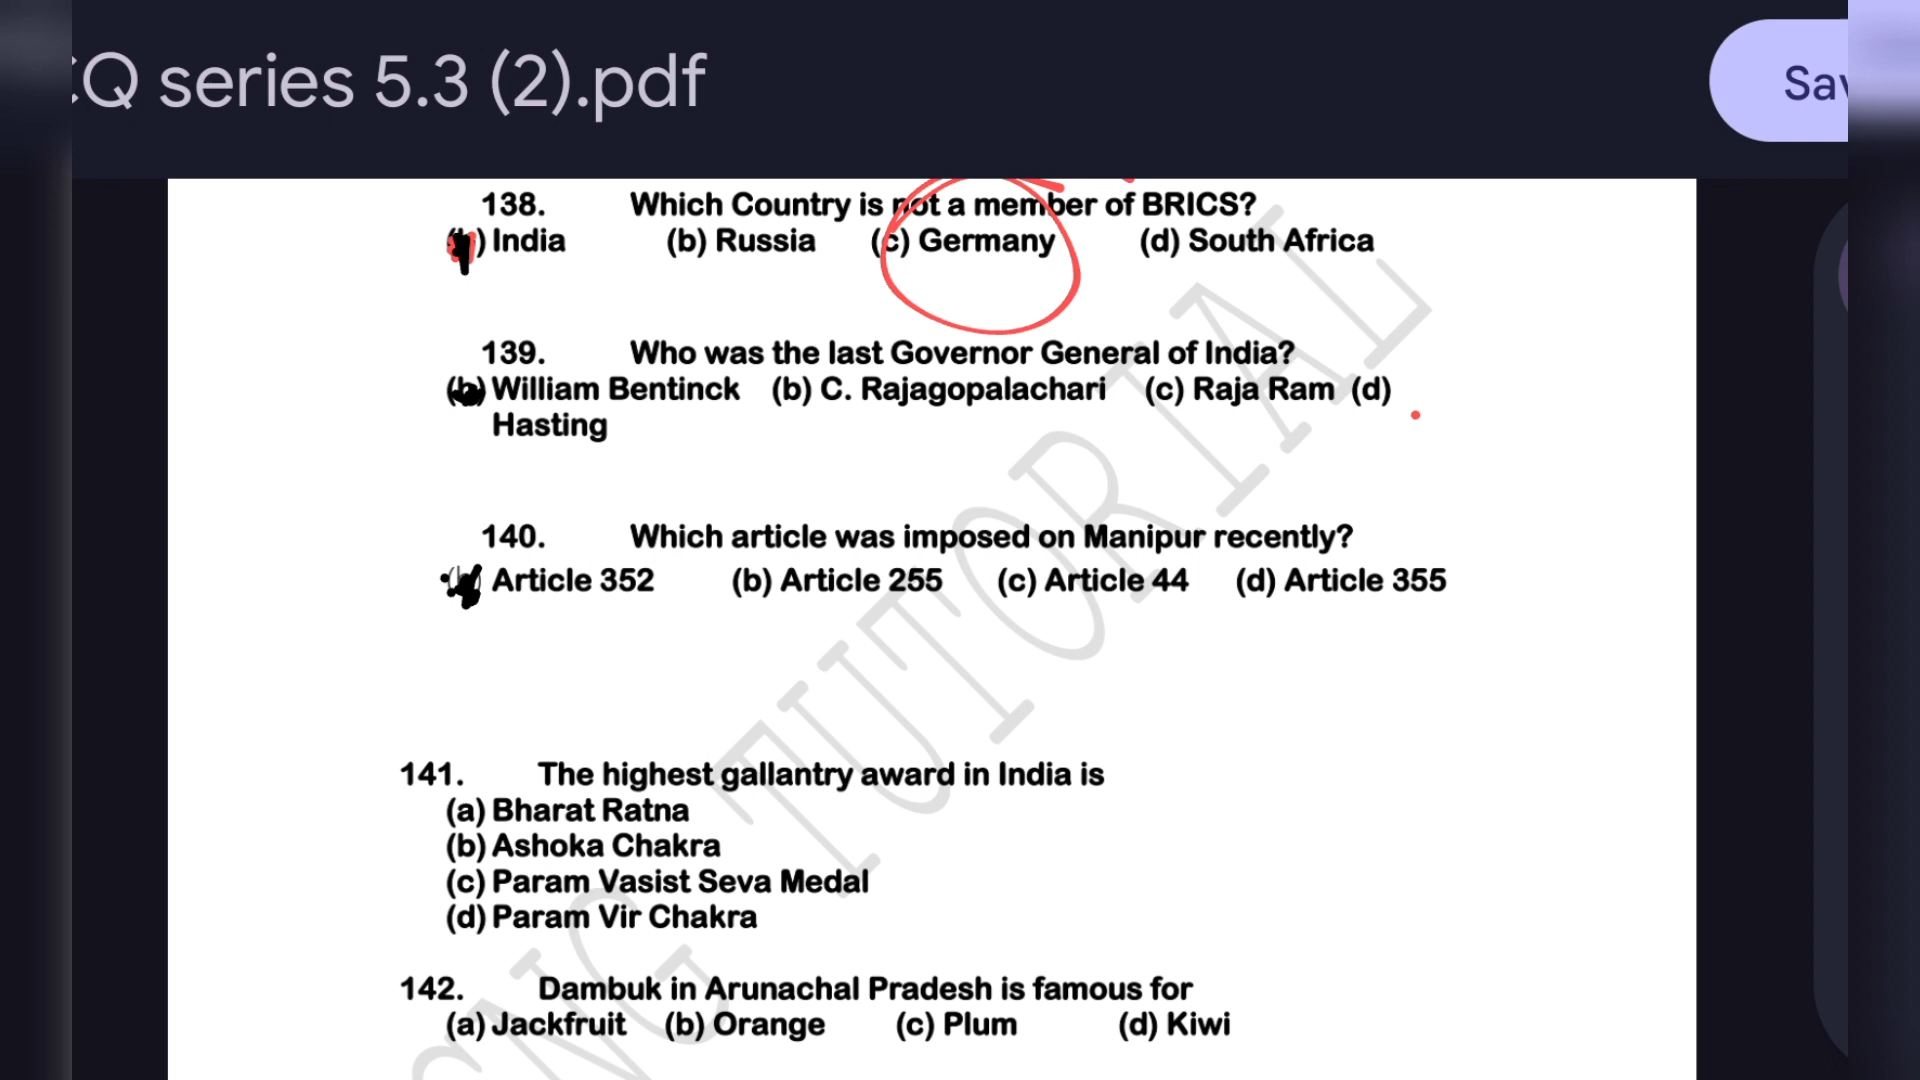 Q series 5.3 (2).pdf
Sav
138. Which Country is not a member of BRICS?
India (b) Russia (c) Germany (d) South Africa
139. Who was the last Governor General of India?
(b) William Bentinck (b) C. Rajagopalachari (c) Raja Ram (d)
Hasting
140. Which article was imposed on Manipur recently?
Article 352 (b) Article 255 (c) Article 44 (d) Article 355
141. The highest gallantry award in India is
(a) Bharat Ratna
(b) Ashoka Chakra
(c) Param Vasist Seva Medal
(d) Param Vir Chakra
142. Dambuk in Arunachal Pradesh is famous for
(a) Jackfruit (b) Orange (c) Plum (d) Kiwi
NG TUTORIAL